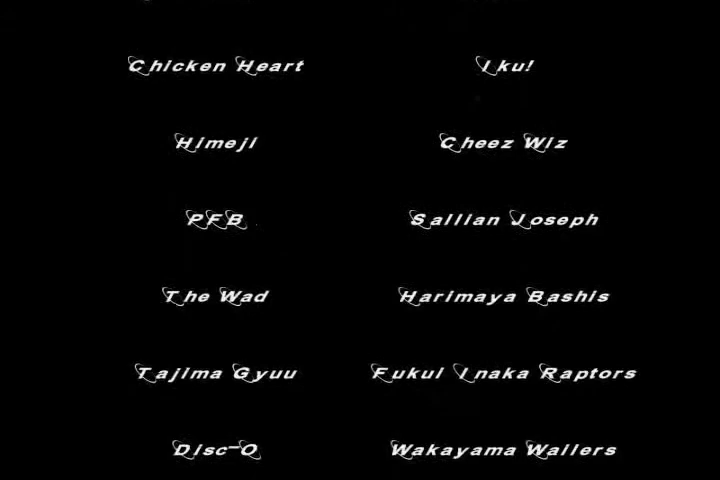 Chicken Heart Iku!
Himeji Cheez Wiz
PFB Sallian Joseph
The Wad Harimaya Bashis
Tajima Gyuu Fukui Inaka Raptors
Disc-O Wakayama Wailers